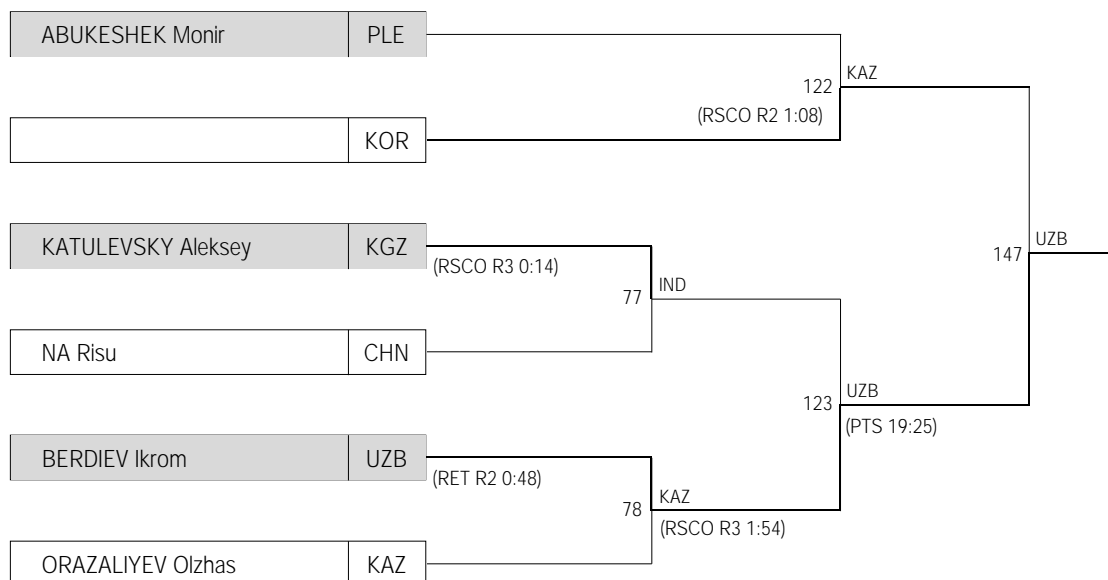 ABUKESHEK Monir PLE
KAZ
122
(RSCO R2 1:08)
KOR
KATULEVSKY Aleksey KGZ
UZB
147
(RSCO R3 0:14)
IND
77
NA Risu CHN
UZB
123
(PTS 19:25)
BERDIEV Ikrom UZB
(RET R2 0:48)
KAZ
78
(RSCO R3 1:54)
ORAZALIYEV Olzhas KAZ